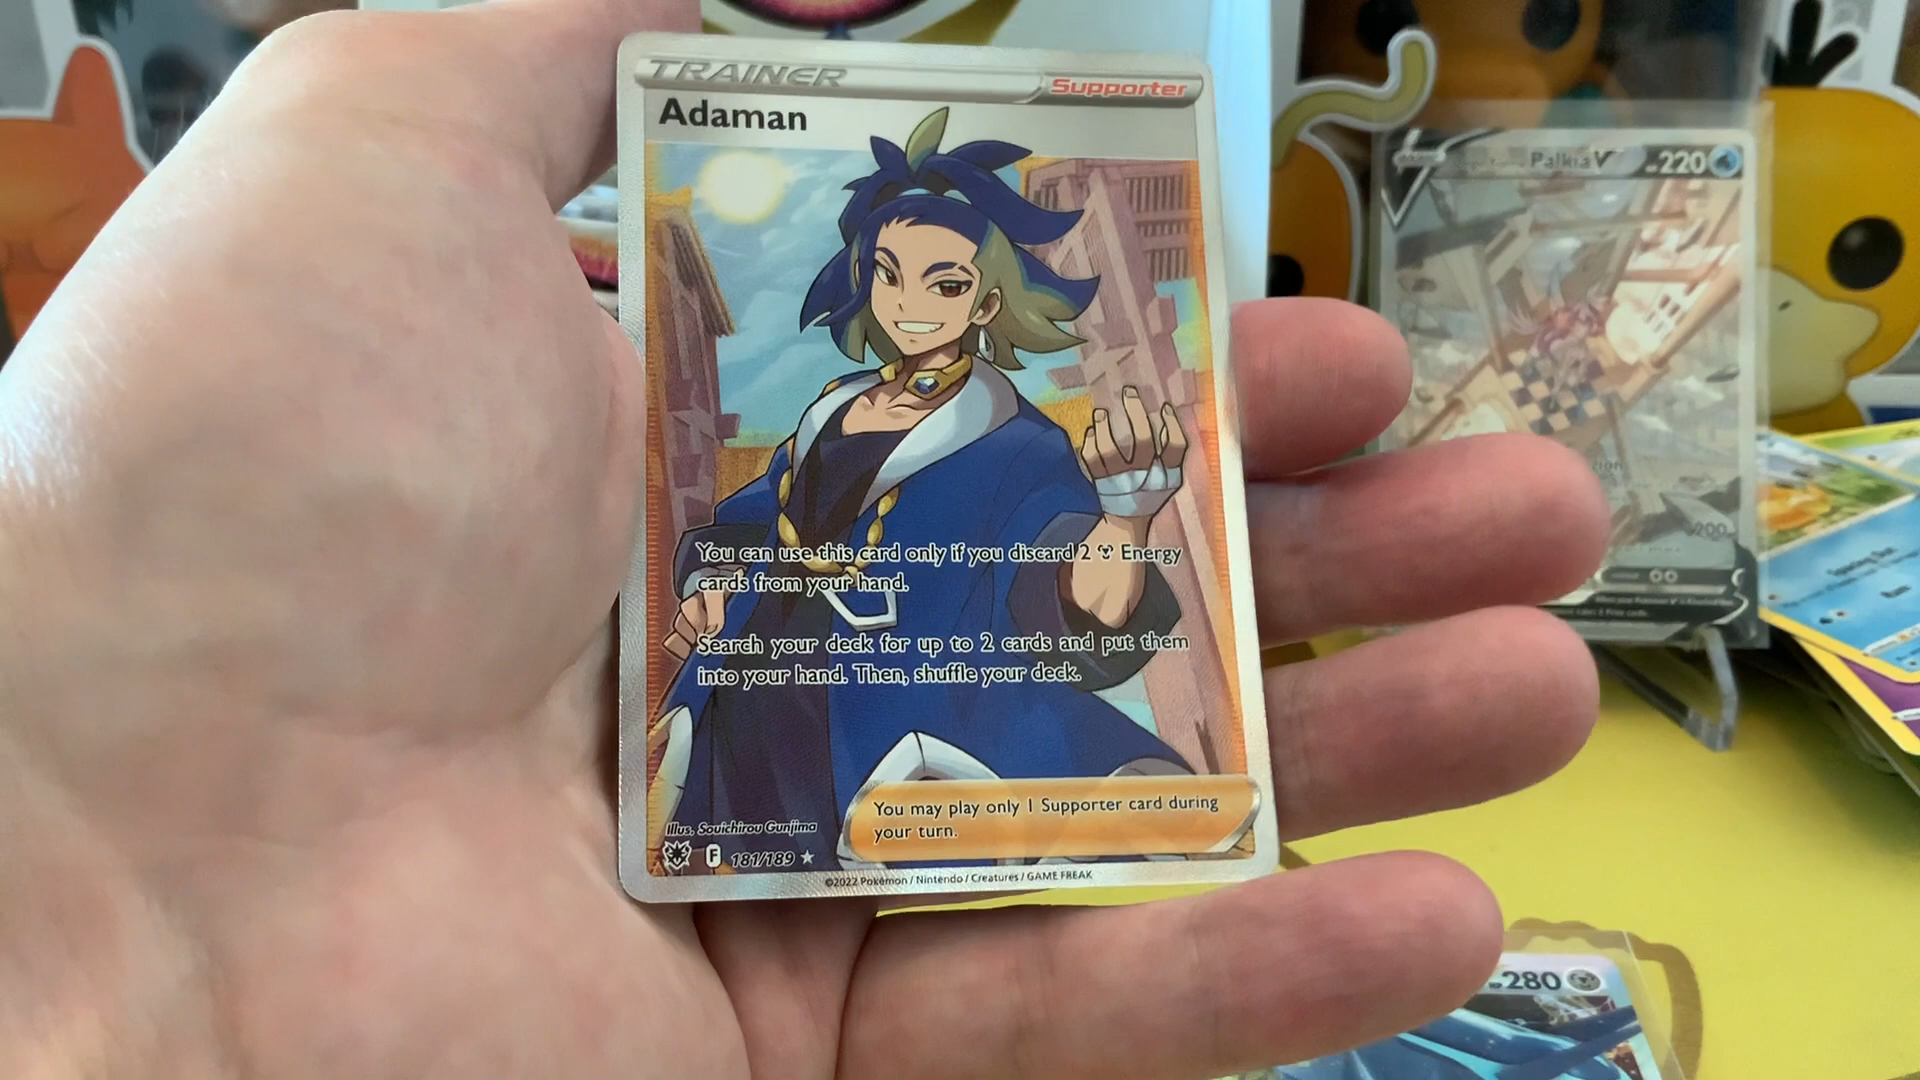 TRAINER
Supporter
Adaman
You can use this card only if you discard 2 Energy
cards from your hand.
Search your deck for up to 2 cards and put them
into your hand. Then, shuffle your deck.
You may play only 1 Supporter card during
your turn.
Illus. Souichirou Gunjima
F 181/189
©2022 Pokémon / Nintendo / Creatures / GAME FREAK
Palkia V
220
200
280